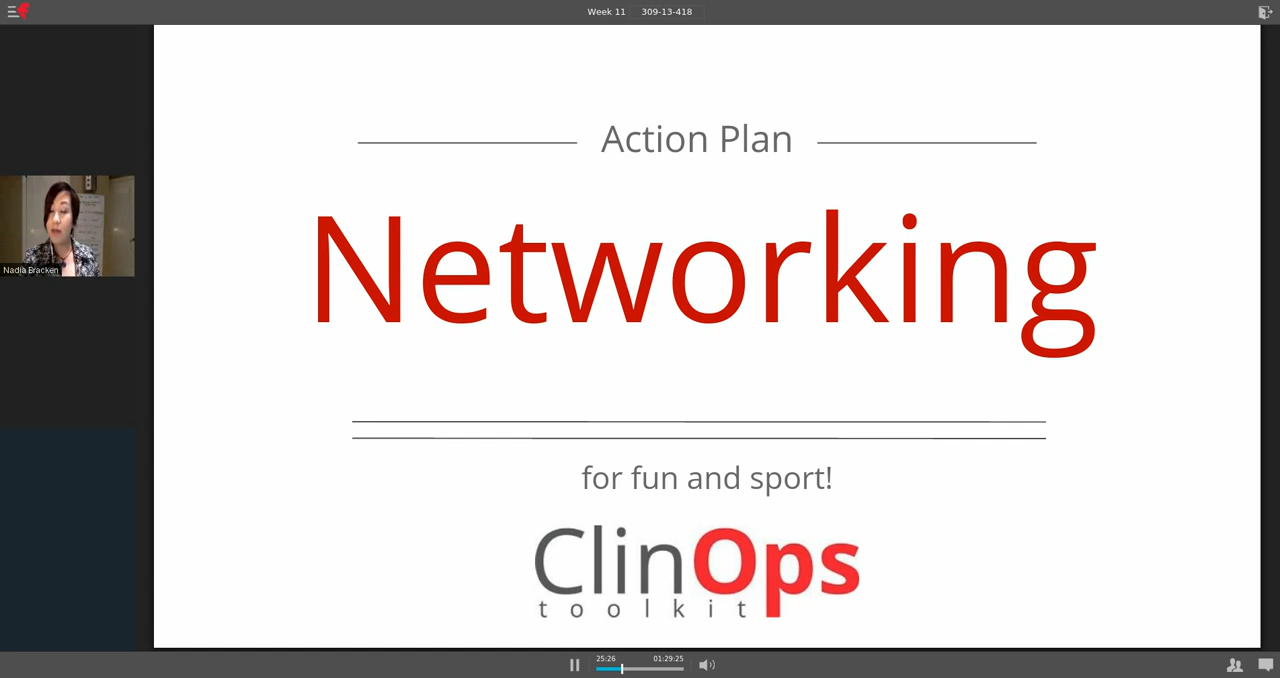 Week 11 309-13-418
Action Plan
Networking
for fun and sport!
ClinOps
toolkit
Nadia Bracken
25:26 01:29:25